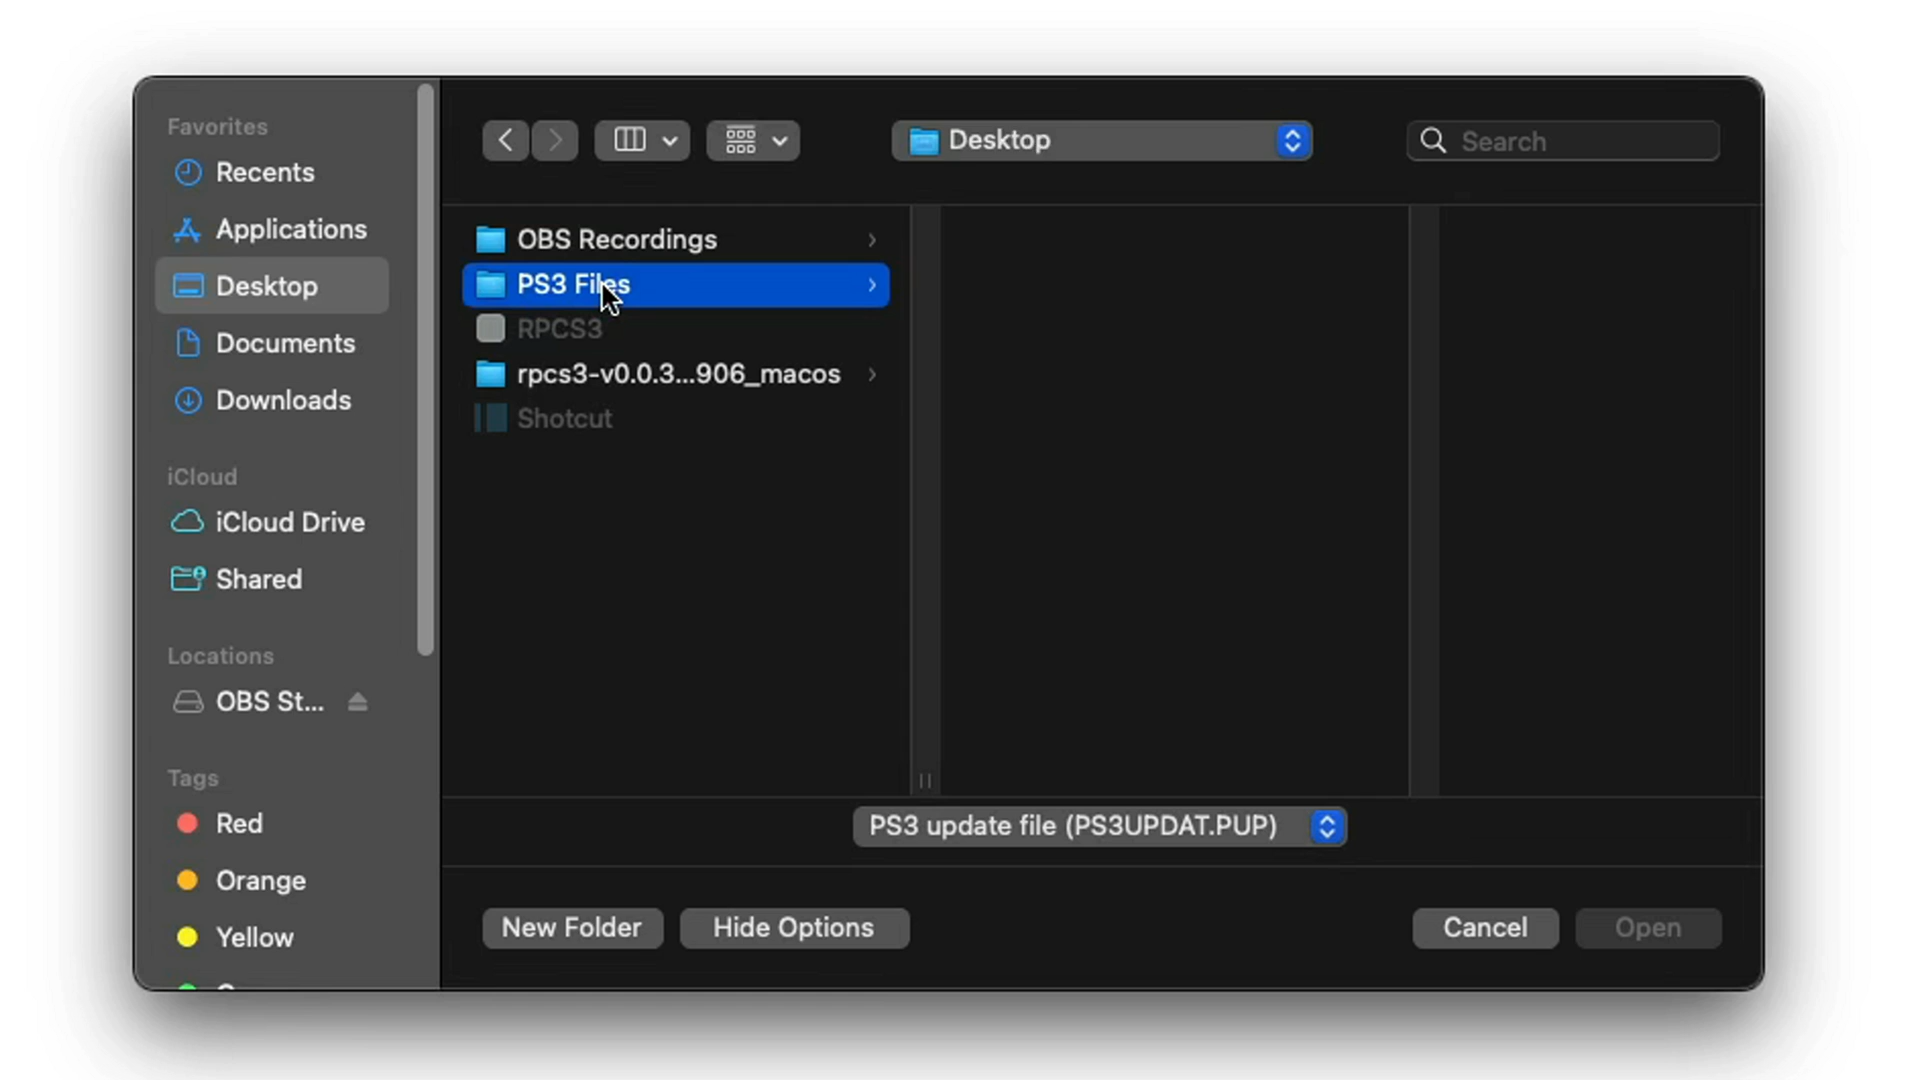 Favorites
Recents
Applications
Desktop
Documents
Downloads
iCloud
iCloud Drive
Shared
Locations
OBS St...
Tags
Red
Orange
Yellow
Desktop
Search
OBS Recordings
PS3 Files
RPCS3
rpcs3-v0.0.3...906_macos
Shotcut
PS3 update file (PS3UPDAT.PUP)
New Folder
Hide Options
Cancel
Open